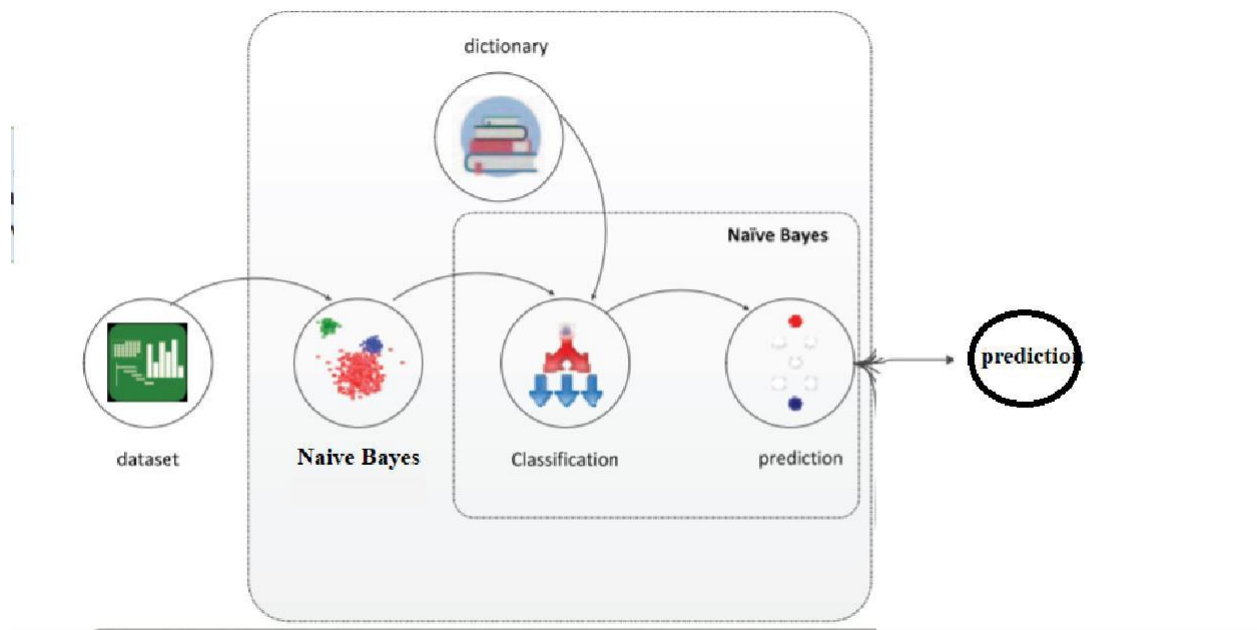 dictionary
Naïve Bayes
prediction
dataset
Naive Bayes
Classification
prediction